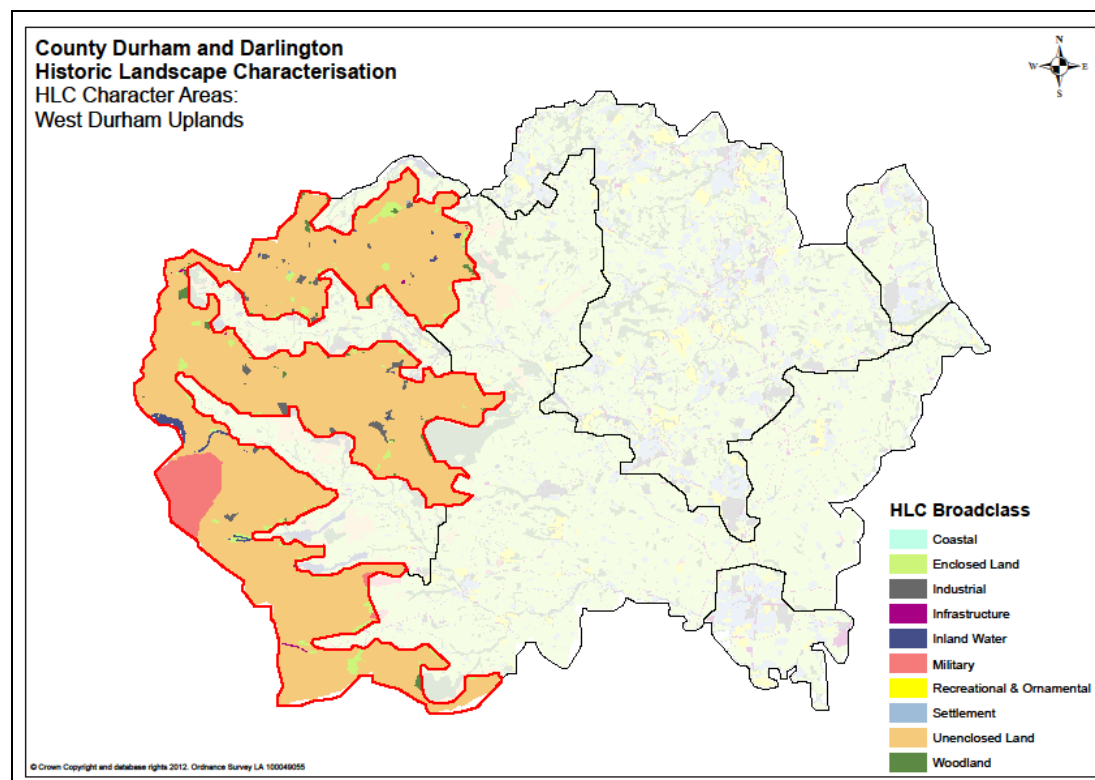 County Durham and Darlington
Historic Landscape Characterisation
HLC Character Areas:
West Durham Uplands
N
W E
S
HLC Broadclass
Coastal
Enclosed Land
Industrial
Infrastructure
Inland Water
Military
Recreational & Ornamental
Settlement
Unenclosed Land
Woodland
© Crown Copyright and database rights 2012. Ordnance Survey LA 100049055